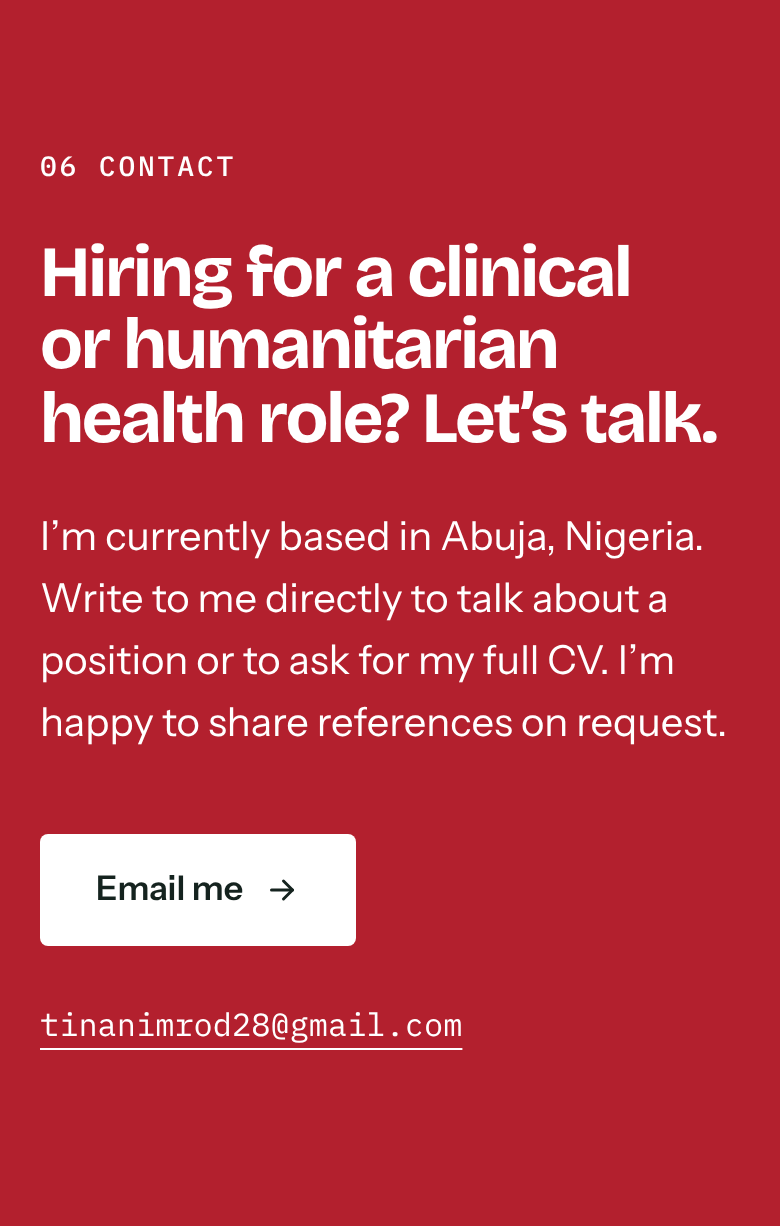 06 CONTACT
Hiring for a clinical
or humanitarian
health role? Let’s talk.
I’m currently based in Abuja, Nigeria.
Write to me directly to talk about a
position or to ask for my full CV. I’m
happy to share references on request.
Email me →
tinanimrod28@gmail.com